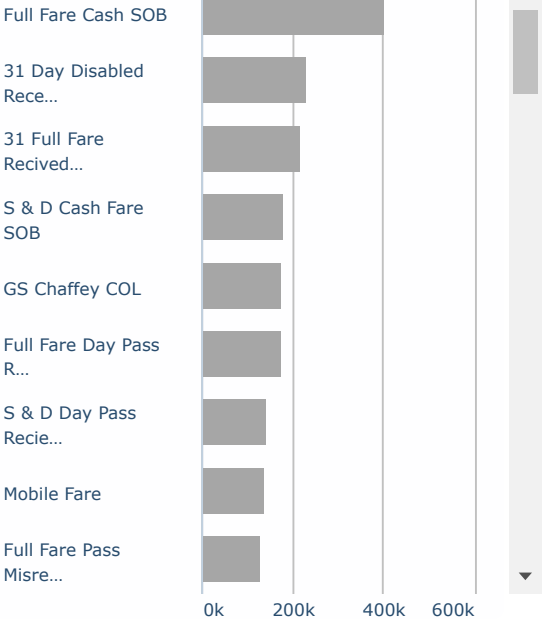 Full Fare Cash SOB
31 Day Disabled
Rece...
31 Full Fare
Recived...
S & D Cash Fare
SOB
GS Chaffey COL
Full Fare Day Pass
R...
S & D Day Pass
Recie...
Mobile Fare
Full Fare Pass
Misre...
0k 200k 400k 600k